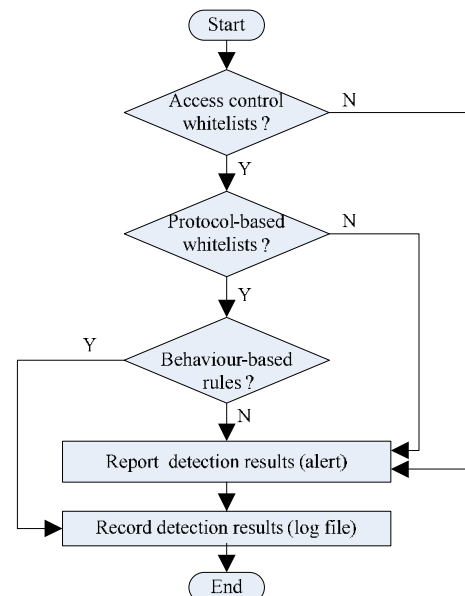 Start
Access control
whitelists ?
N
Y
Protocol-based
whitelists ?
N
Y
Behaviour-based
rules ?
Y
N
Report detection results (alert)
Record detection results (log file)
End